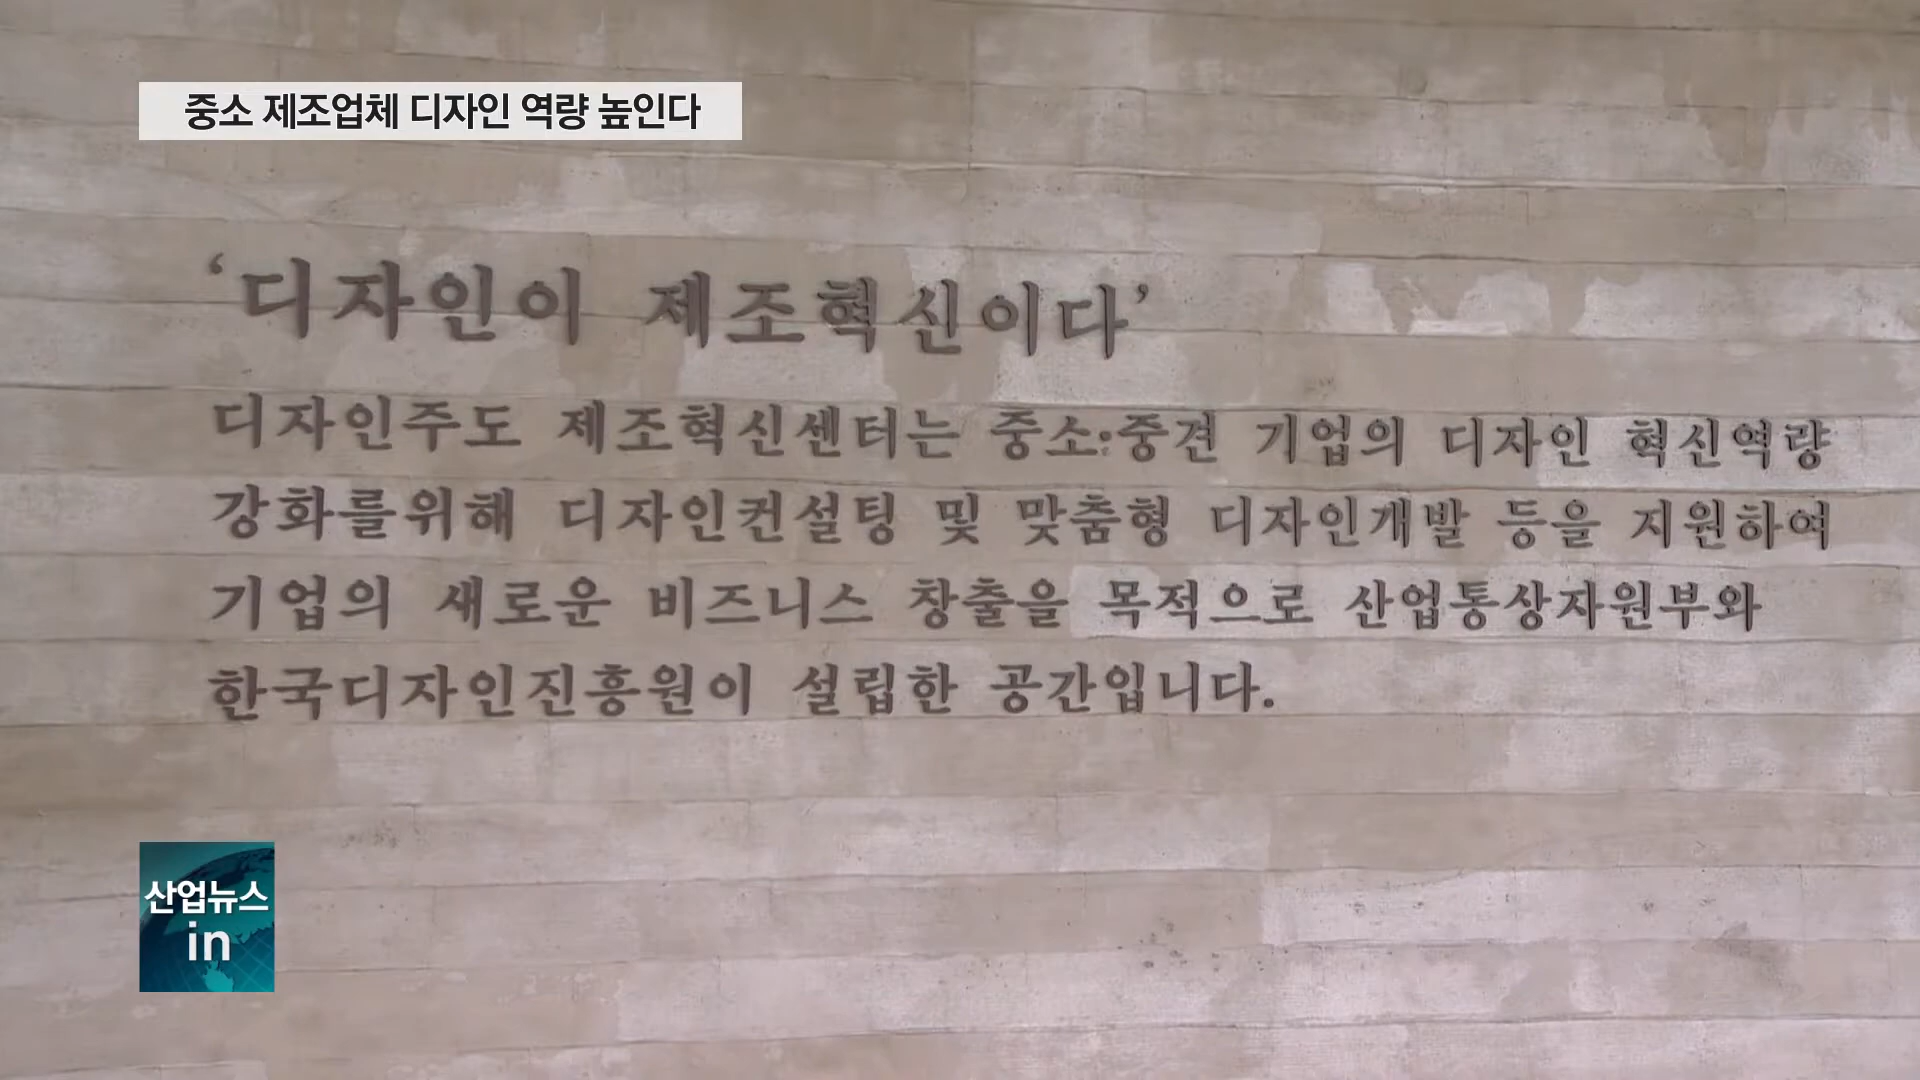 중소 제조업체 디자인 역량 높인다
‘디자인이 제조혁신이다’
디자인주도 제조혁신센터는 중소·중견 기업의 디자인 혁신역량
강화를위해 디자인컨설팅 및 맞춤형 디자인개발 등을 지원하여
기업의 새로운 비즈니스 창출을 목적으로 산업통상자원부와
한국디자인진흥원이 설립한 공간입니다.
산업뉴스
in